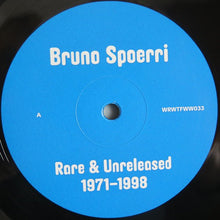 Bruno Spoerri
A
WRWTFWW033
Rare & Unreleased
1971–1998